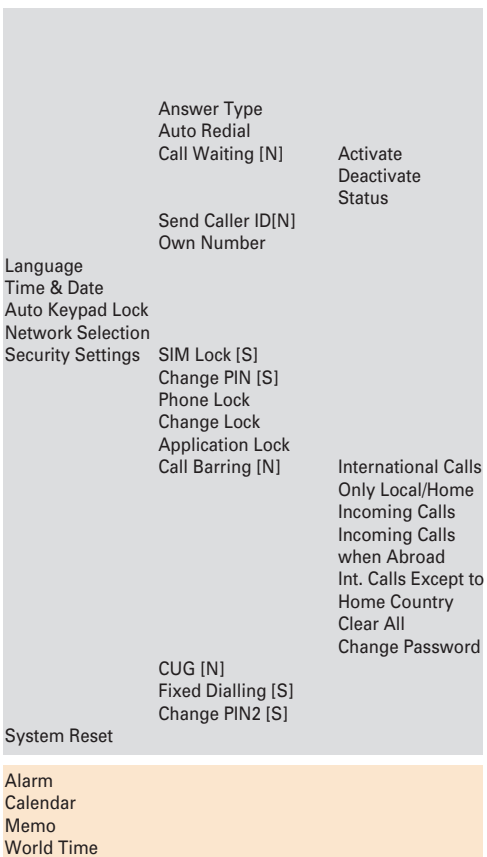 Answer Type
Auto Redial
Call Waiting [N] Activate
Deactivate
Status
Send Caller ID[N]
Own Number
Language
Time & Date
Auto Keypad Lock
Network Selection
Security Settings SIM Lock [S]
Change PIN [S]
Phone Lock
Change Lock
Application Lock
Call Barring [N] International Calls
Only Local/Home
Incoming Calls
Incoming Calls
when Abroad
Int. Calls Except to
Home Country
Clear All
Change Password
CUG [N]
Fixed Dialling [S]
Change PIN2 [S]
System Reset
Alarm
Calendar
Memo
World Time